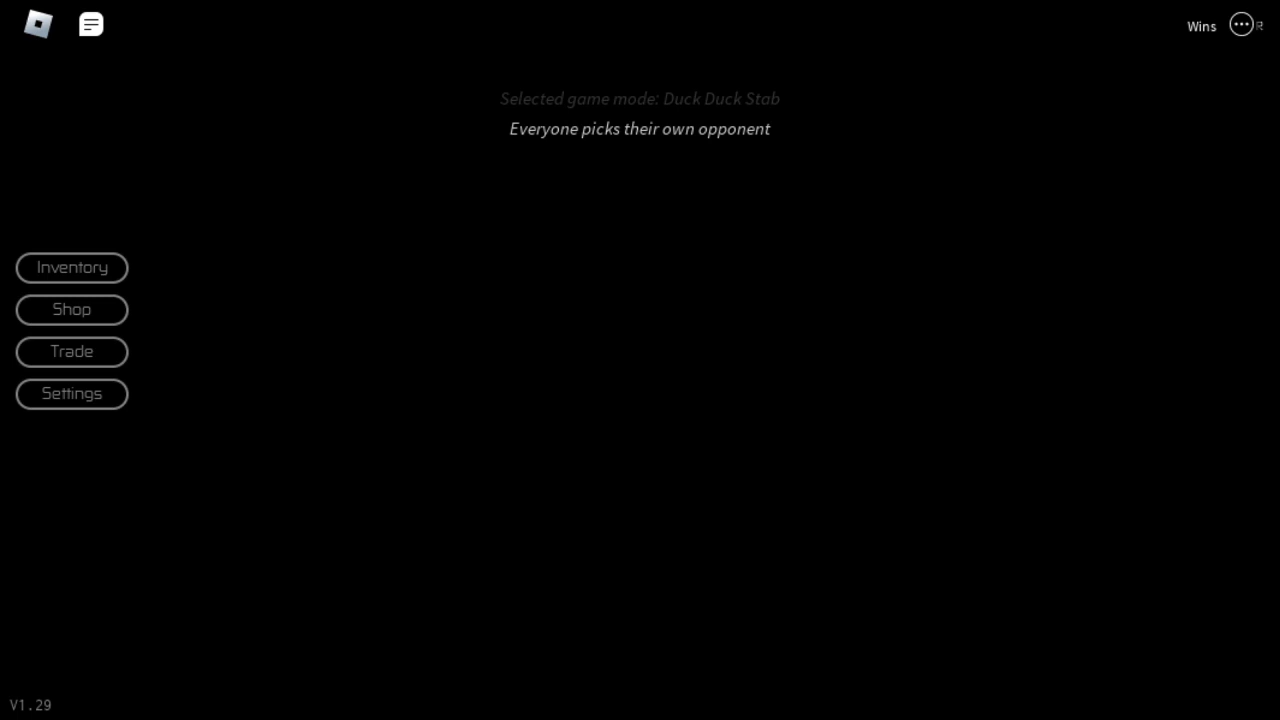 Wins
Selected game mode: Duck Duck Stab
Everyone picks their own opponent
Inventory
Shop
Trade
Settings
V1.29